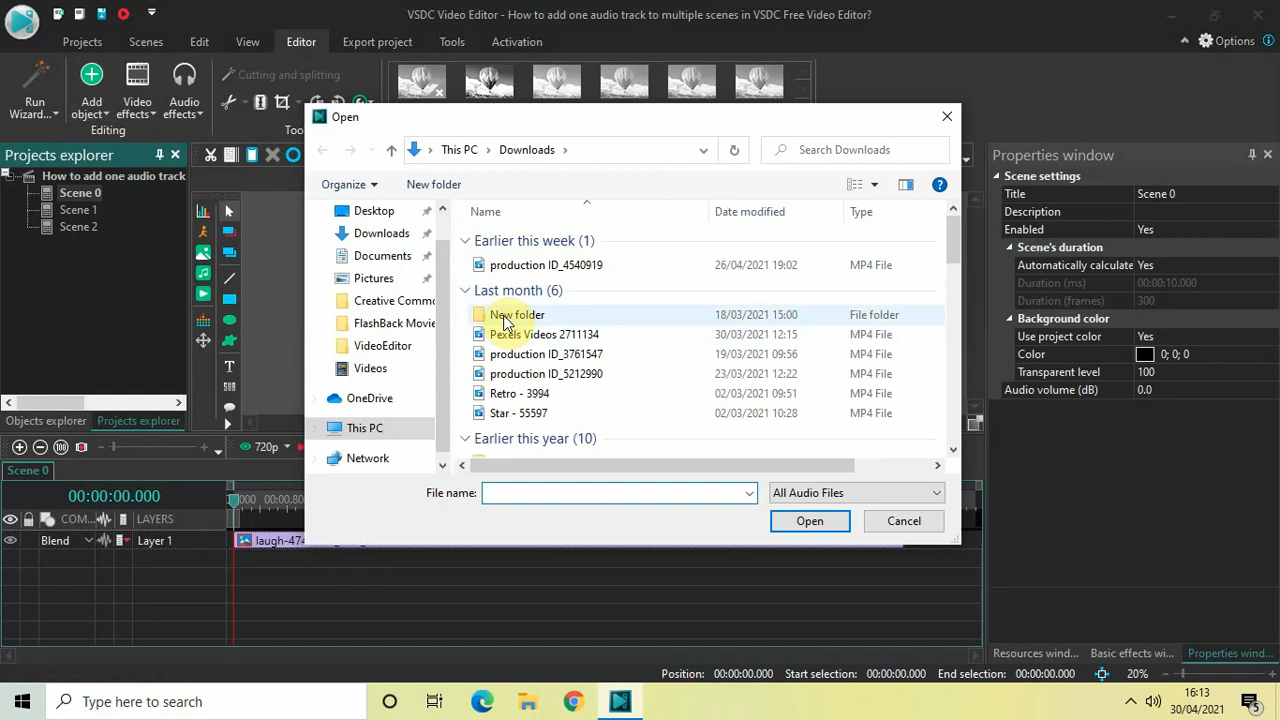 VSDC Video Editor - How to add one audio track to multiple scenes in VSDC Free Video Editor?
Projects
Scenes
Edit
View
Editor
Export project
Tools
Activation
Options
Run
Wizard...
Add
object
Video
effects
Audio
effects
Editing
Cutting and splitting
Projects explorer
How to add one audio track
Scene 0
Scene 1
Scene 2
Objects explorer
Projects explorer
Open
This PC
Downloads
Search Downloads
Organize
New folder
Desktop
Downloads
Documents
Pictures
Creative Commo
FlashBack Movie
VideoEditor
Videos
OneDrive
This PC
Network
Name
Date modified
Type
Earlier this week (1)
production ID_4540919 26/04/2021 19:02 MP4 File
Last month (6)
New folder 18/03/2021 15:00 File folder
Pexels Videos 2711134 30/03/2021 12:15 MP4 File
production ID_3761547 19/03/2021 09:56 MP4 File
production ID_5212990 23/03/2021 12:22 MP4 File
Retro - 3994 02/03/2021 09:51 MP4 File
Star - 55597 02/03/2021 10:28 MP4 File
Earlier this year (10)
File name:
All Audio Files
Open
Cancel
Properties window
Scene settings
Title Scene 0
Description
Enabled Yes
Scene's duration
Automatically calculate Yes
Duration (ms) 00:00:10.000
Duration (frames) 300
Background color
Use project color Yes
Color 0; 0; 0
Transparent level 100
Audio volume (dB) 0.0
Resources wind...
Basic effects wi...
Properties wind...
720p
Scene 0
00:00:00.000
000
00:00:00.80
COM...
LAYERS
Blend
Layer 1
Position: 00:00:00.000
Start selection: 00:00:00.000
End selection: 00:00:00.000
20%
Type here to search
16:13
30/04/2021
5